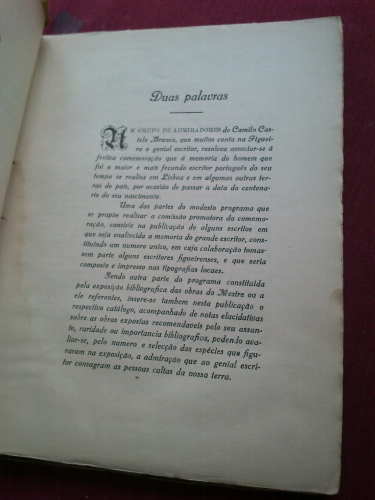 Duas palavras
UM GRUPO DE ADMIRADORES de Camilo Cas-
telo Branco, que muitos conta na Figuei-
ra o genial escritor, resolveu associar-se á
festiva comemoração que à memoria do homem que
foi o maior e mais fecundo escritor português do seu
tempo se realisa em Lisboa e em algumas outras ter-
ras do país, por ocasião de passar a data do centena-
rio do seu nascimento.
Uma das partes do modesto programa que
se propõe realisar a comissão promotora da comemo-
ração, consiste na publicação de alguns escritos em
que seja enaltecida a memoria do grande escritor, cons-
tituindo um numero unico, em cuja colaboração tomas-
sem parte alguns escritores figueirenses, e que seria
composto e impresso nas tipografias locaes.
Sendo outra parte do programa constituida
pela exposição bibliografica das obras do Mestre ou a
ele referentes, insere-se tambem nesta publicação o
respectivo catálogo, acompanhado de notas elucidativas
sobre as obras expostas recomendaveis pelo seu assun-
to, raridade ou importancia bibliografica, podendo ava-
liar-se, pelo numero e selecção das espécies que figu-
raram na exposição, a admiração que ao genial escri-
tor consagram as pessoas cultas da nossa terra.